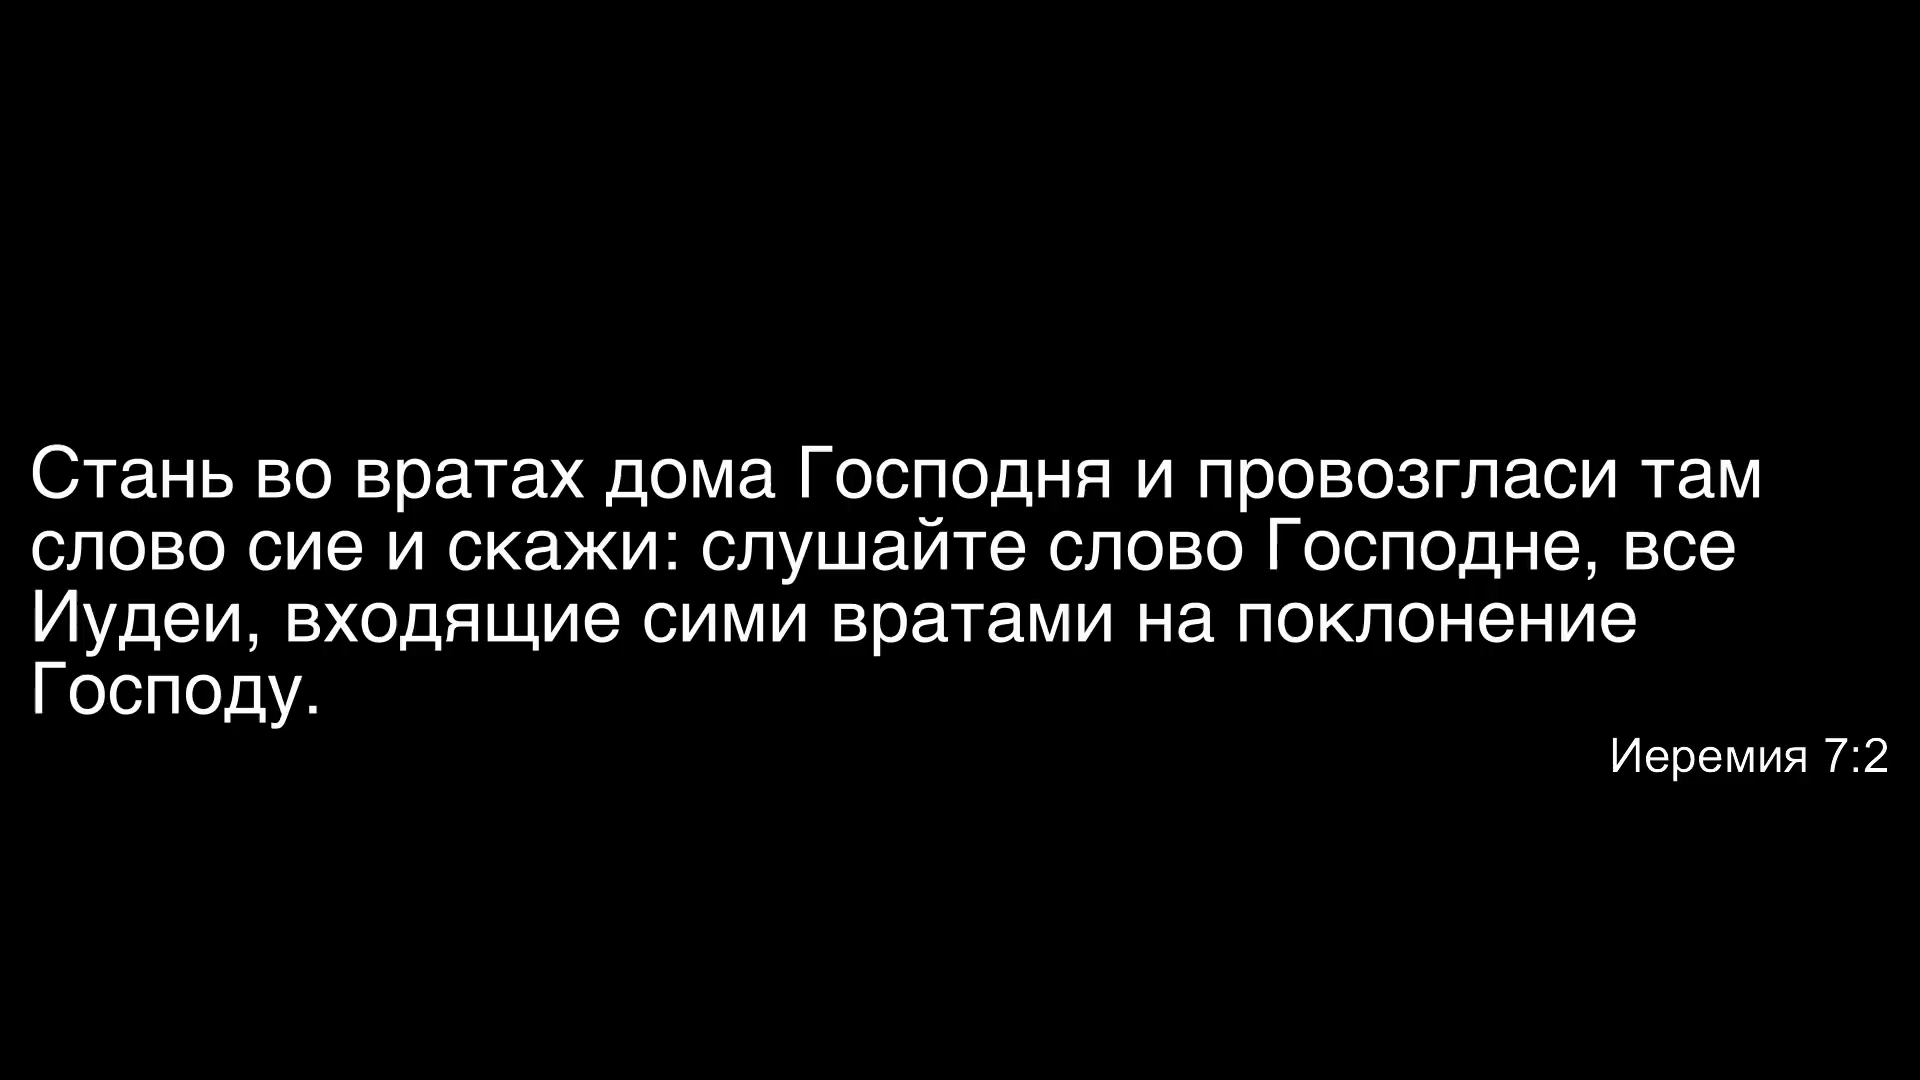 Стань во вратах дома Господня и провозгласи там
слово сие и скажи: слушайте слово Господне, все
Иудеи, входящие сими вратами на поклонение
Господу.
Иеремия 7:2